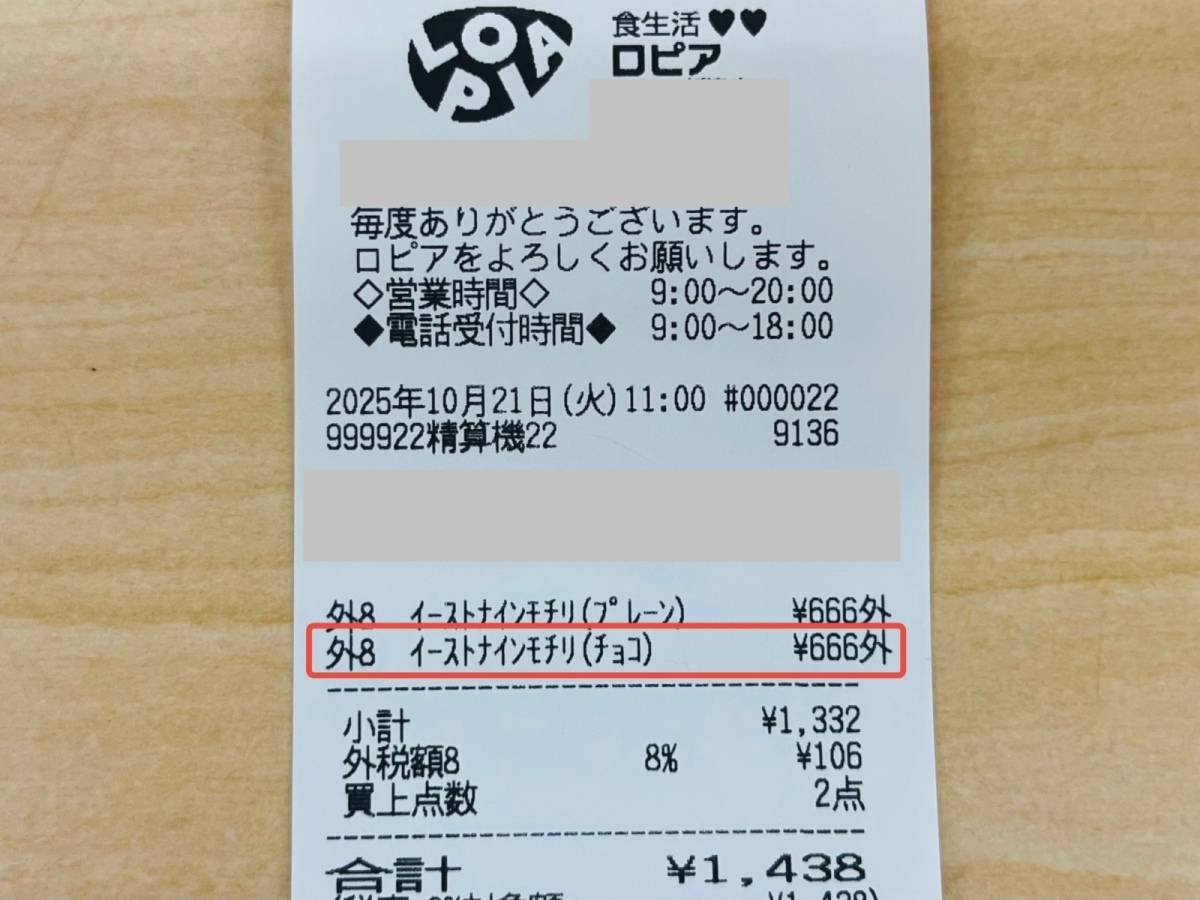 LOPIA
食生活♥♥
ロピア
毎度ありがとうございます。
ロピアをよろしくお願いします。
◇営業時間◇ 9:00～20:00
◆電話受付時間◆ 9:00～18:00
2025年10月21日(火)11:00 #000022
999922精算機22 9136
外8 ｲｰｽﾄﾅｲﾝﾓﾁﾘ(ﾌﾟﾚｰﾝ) ¥666外
外8 ｲｰｽﾄﾅｲﾝﾓﾁﾘ(ﾁｮｺ) ¥666外
小計 ¥1,332
外税額8 8% ¥106
買上点数 2点
合計 ¥1,438